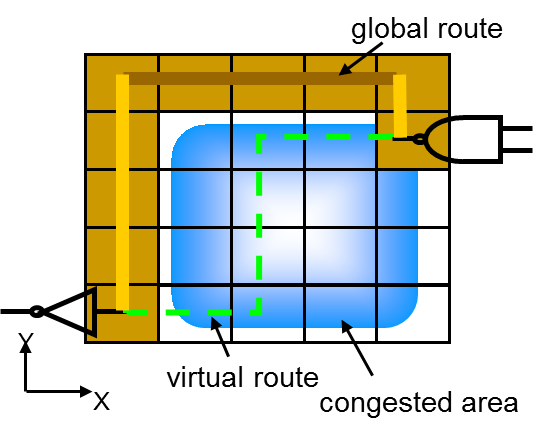 global route
Y
virtual route
X
congested area